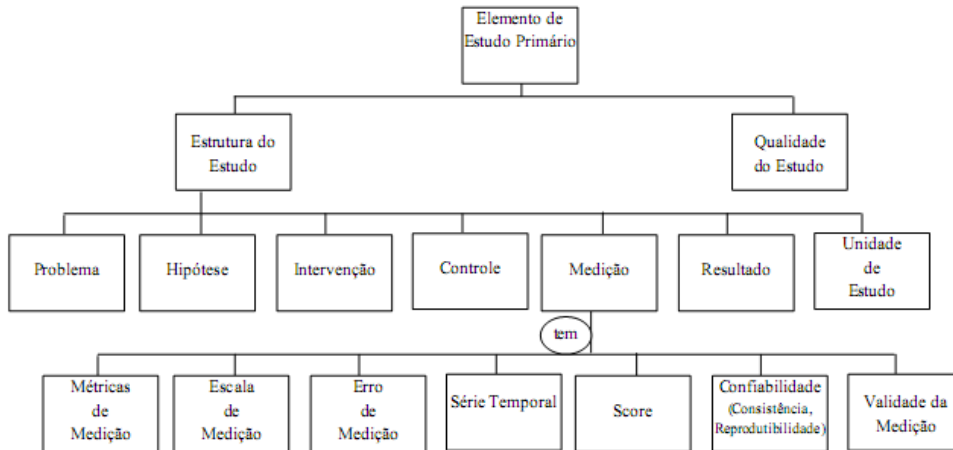 Elemento de
Estudo Primário
Estrutura do
Estudo
Qualidade
do Estudo
Problema
Hipótese
Intervenção
Controle
Medição
Resultado
Unidade
de
Estudo
tem
Métricas
de
Medição
Escala
de
Medição
Erro
de
Medição
Série Temporal
Score
Confiabilidade
(Consistência,
Reprodutibilidade)
Validade da
Medição